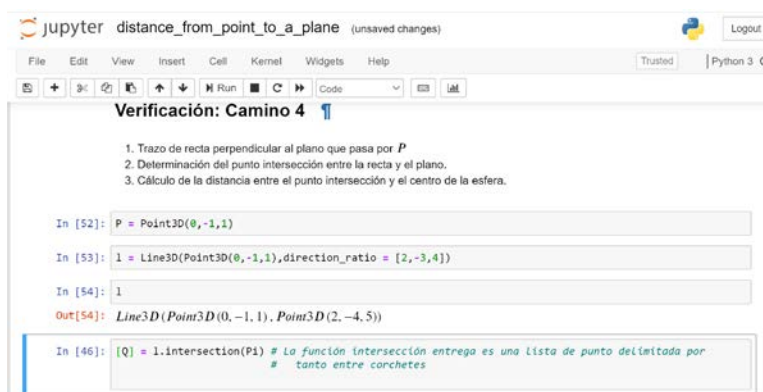 jupyter distance_from_point_to_a_plane (unsaved changes) Logout
File Edit View Insert Cell Kernel Widgets Help Trusted Python 3
Run Code
Verificación: Camino 4 ¶
1. Trazo de recta perpendicular al plano que pasa por P
2. Determinación del punto intersección entre la recta y el plano.
3. Cálculo de la distancia entre el punto intersección y el centro de la esfera.
In [52]: P = Point3D(0,-1,1)
In [53]: l = Line3D(Point3D(0,-1,1),direction_ratio = [2,-3,4])
In [54]: l
Out[54]: Line3D(Point3D(0, −1, 1), Point3D(2, −4, 5))
In [46]: [Q] = l.intersection(Pi) # La función intersección entrega es una lista de punto delimitada por
# tanto entre corchetes